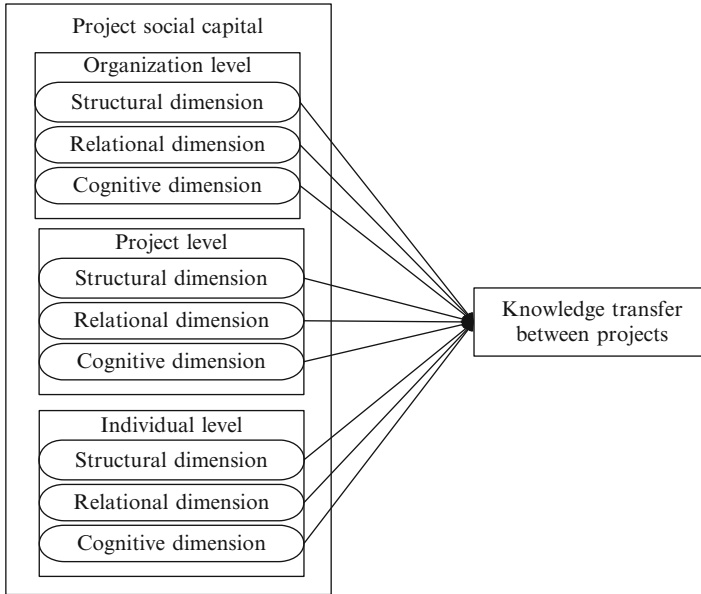 Project social capital
Organization level
Structural dimension
Relational dimension
Cognitive dimension
Project level
Structural dimension
Relational dimension
Cognitive dimension
Individual level
Structural dimension
Relational dimension
Cognitive dimension
Knowledge transfer
between projects